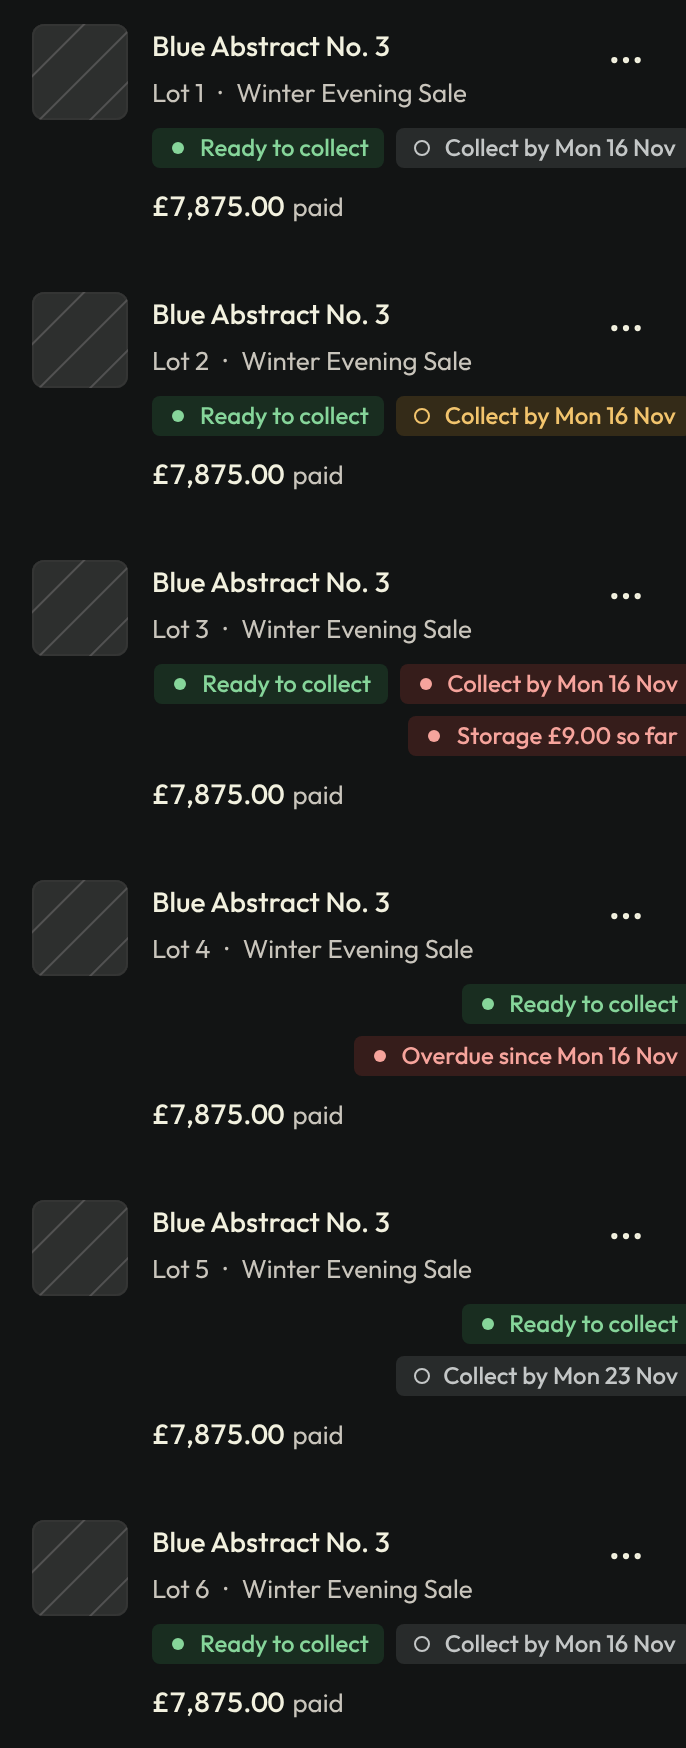 Blue Abstract No. 3
Lot 1 · Winter Evening Sale
Ready to collect Collect by Mon 16 Nov
£7,875.00 paid
Blue Abstract No. 3
Lot 2 · Winter Evening Sale
Ready to collect Collect by Mon 16 Nov
£7,875.00 paid
Blue Abstract No. 3
Lot 3 · Winter Evening Sale
Ready to collect Collect by Mon 16 Nov
Storage £9.00 so far
£7,875.00 paid
Blue Abstract No. 3
Lot 4 · Winter Evening Sale
Ready to collect
Overdue since Mon 16 Nov
£7,875.00 paid
Blue Abstract No. 3
Lot 5 · Winter Evening Sale
Ready to collect
Collect by Mon 23 Nov
£7,875.00 paid
Blue Abstract No. 3
Lot 6 · Winter Evening Sale
Ready to collect Collect by Mon 16 Nov
£7,875.00 paid